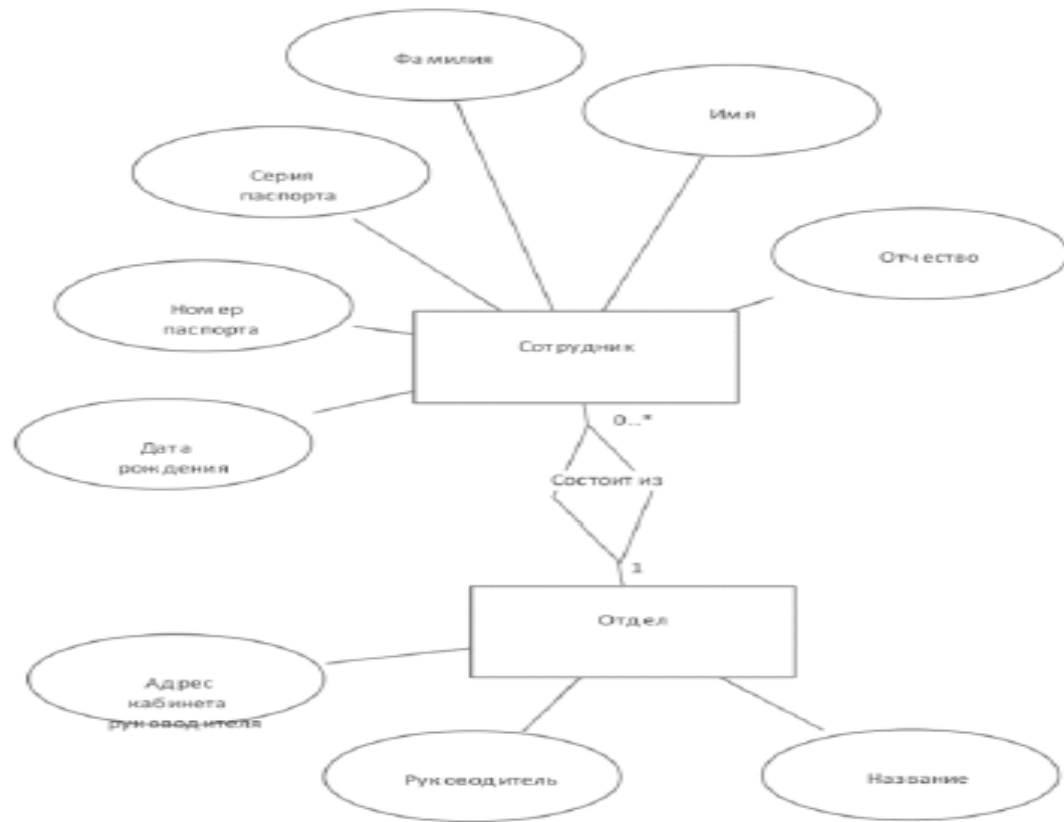 Фамилия
Имя
Серия
паспорта
Отчество
Номер
паспорта
Сотрудник
Дата
рождения
0..*
Состоит из
1
Отдел
Адрес
кабинета
руководителя
Руководитель
Название